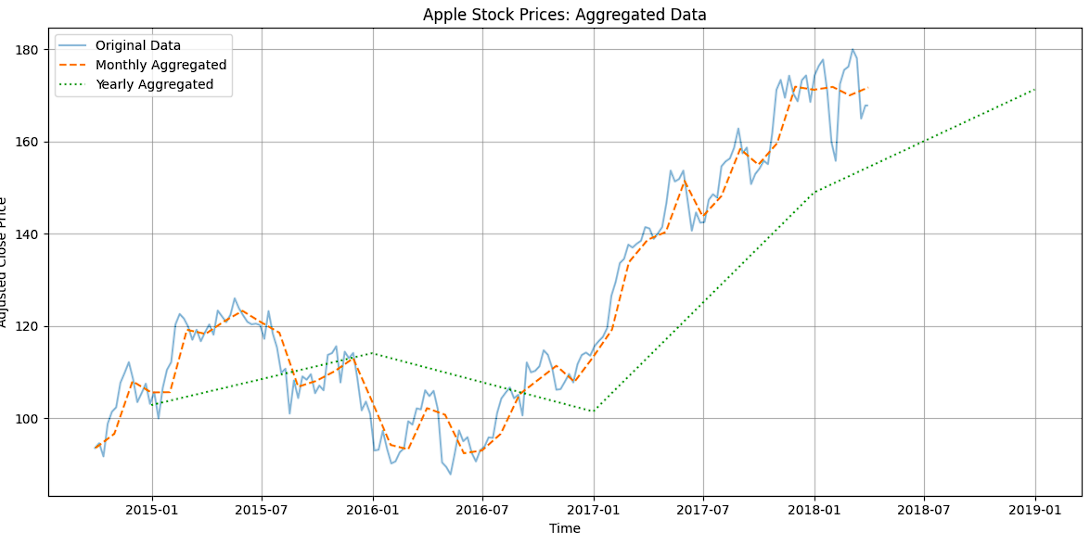 Apple Stock Prices: Aggregated Data
Original Data
Monthly Aggregated
Yearly Aggregated
180
160
140
120
100
Adjusted Close Price
2015-01 2015-07 2016-01 2016-07 2017-01 2017-07 2018-01 2018-07 2019-01
Time